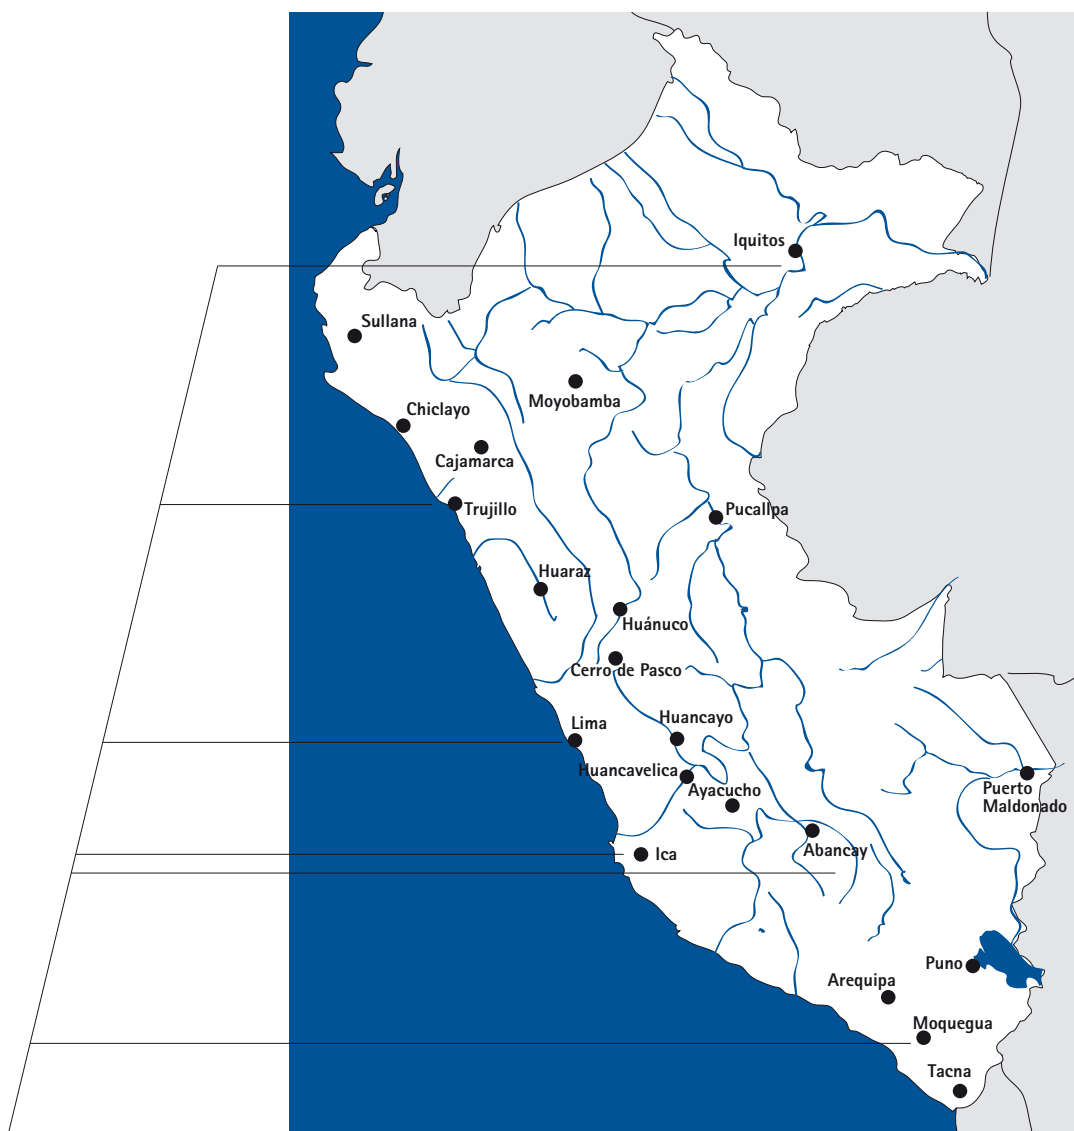 Iquitos
Sullana
Moyobamba
Chiclayo
Cajamarca
Trujillo
Pucallpa
Huaraz
Huánuco
Cerro de Pasco
Lima
Huancayo
Huancavelica
Ayacucho
Puerto
Maldonado
Abancay
Ica
Puno
Arequipa
Moquegua
Tacna